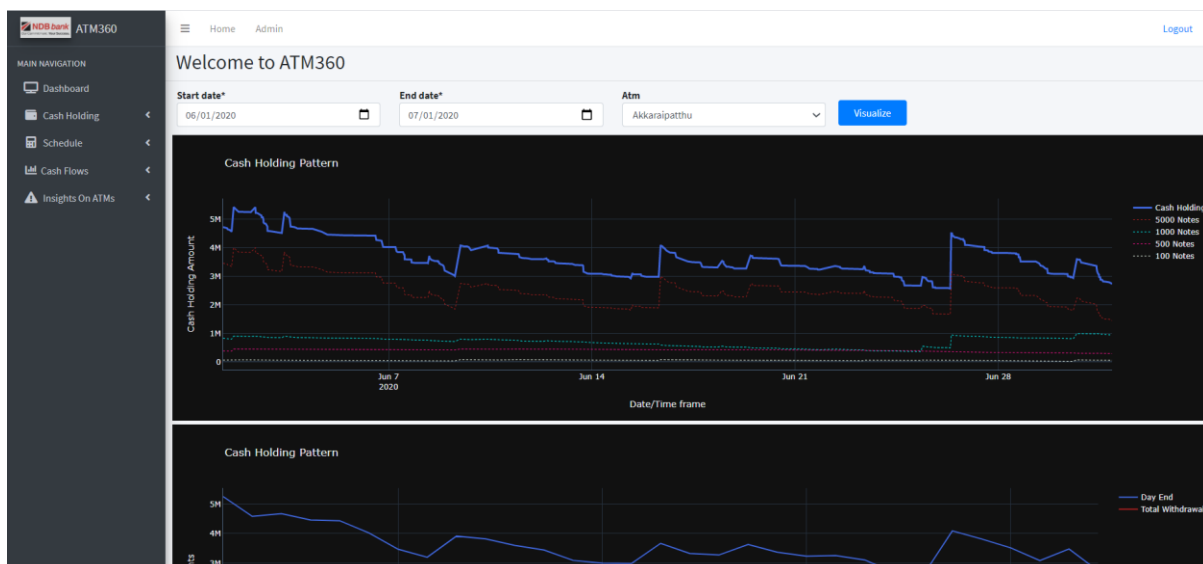 NDB bank ATM360
Home Admin Logout
MAIN NAVIGATION
Dashboard
Cash Holding
Schedule
Cash Flows
Insights On ATMs
Welcome to ATM360
Start date* End date* Atm
06/01/2020 07/01/2020 Akkaraipatthu Visualize
Cash Holding Pattern
Cash Holding Amount
5M
4M
3M
2M
1M
0
Jun 7 Jun 14 Jun 21 Jun 28
2020
Date/Time frame
Cash Holding
5000 Notes
1000 Notes
500 Notes
100 Notes
Cash Holding Pattern
5M
4M
3M
Day End
Total Withdrawal